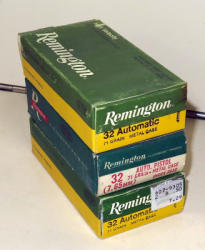 Remington
Remington
32 Automatic
71 GRAIN METAL CASE
Remington
32
(7.65MM)
AUTO. PISTOL
71 GRAIN METAL CASE
Remington
32 Automatic
71 GRAIN METAL CASE